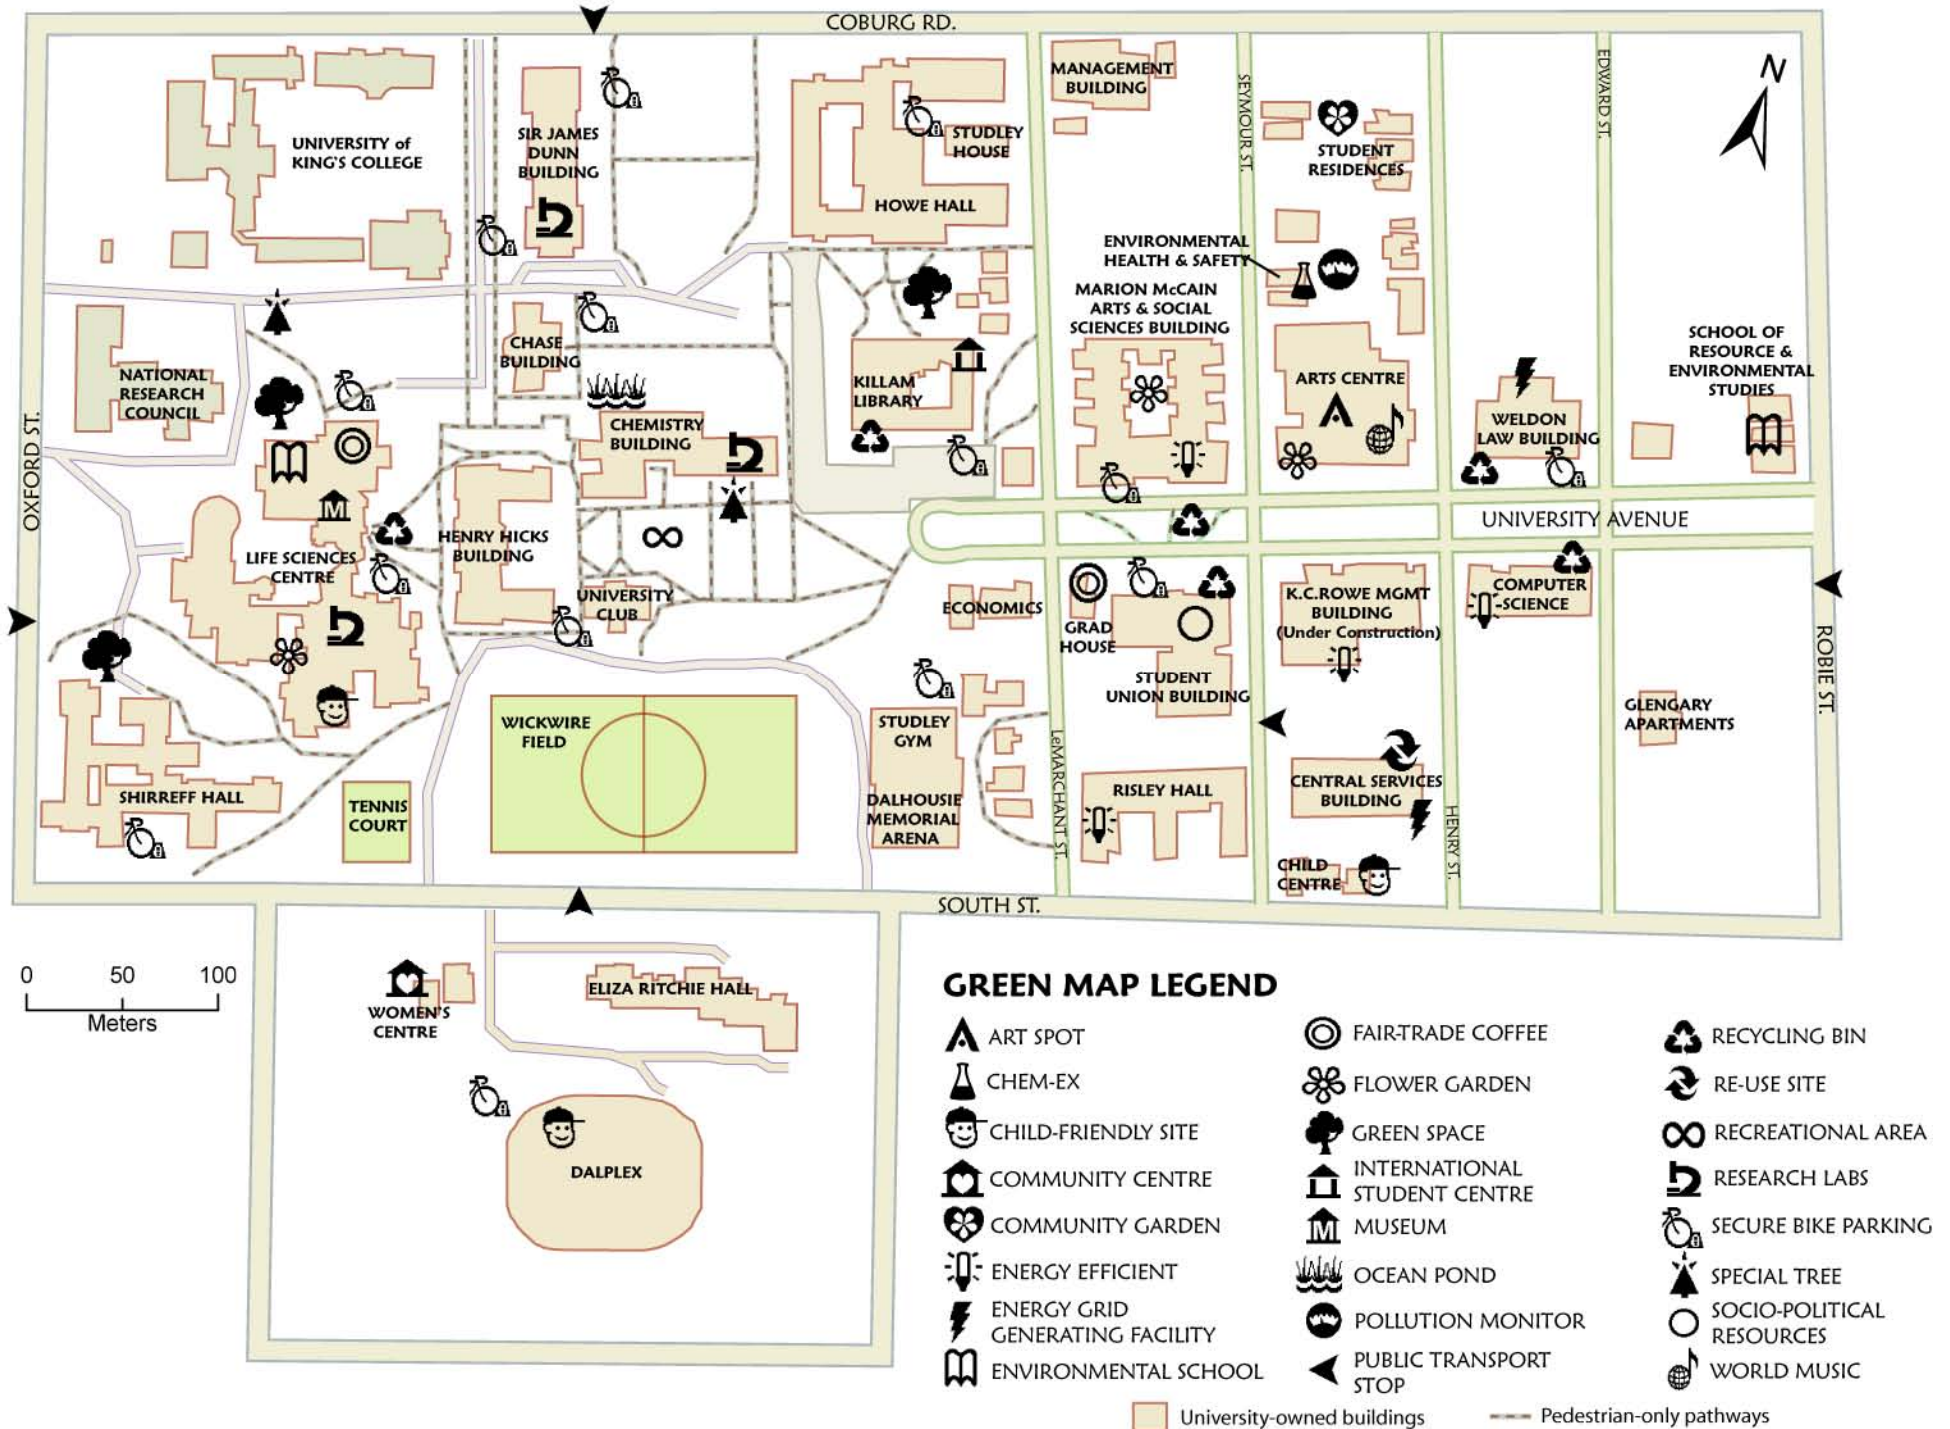 COBURG RD.
MANAGEMENT
BUILDING
SEYMOUR ST.
EDWARD ST.
N
UNIVERSITY of
KING'S COLLEGE
SIR JAMES
DUNN
BUILDING
STUDLEY
HOUSE
HOWE HALL
STUDENT
RESIDENCES
ENVIRONMENTAL
HEALTH & SAFETY
MARION McCAIN
ARTS & SOCIAL
SCIENCES BUILDING
SCHOOL OF
RESOURCE &
ENVIRONMENTAL
STUDIES
NATIONAL
RESEARCH
COUNCIL
CHASE
BUILDING
KILLAM
LIBRARY
ARTS CENTRE
WELDON
LAW BUILDING
OXFORD ST.
CHEMISTRY
BUILDING
M
LIFE SCIENCES
CENTRE
HENRY HICKS
BUILDING
UNIVERSITY AVENUE
UNIVERSITY
CLUB
ECONOMICS
GRAD
HOUSE
K.C.ROWE MGMT
BUILDING
(Under Construction)
COMPUTER
SCIENCE
ROBIE ST.
STUDENT
UNION BUILDING
GLENGARY
APARTMENTS
WICKWIRE
FIELD
STUDLEY
GYM
LeMARCHANT ST.
SHIRREFF HALL
TENNIS
COURT
DALHOUSIE
MEMORIAL
ARENA
RISLEY HALL
CENTRAL SERVICES
BUILDING
HENRY ST.
CHILD
CENTRE
SOUTH ST.
0 50 100
Meters
WOMEN'S
CENTRE
ELIZA RITCHIE HALL
DALPLEX
GREEN MAP LEGEND
ART SPOT
CHEM-EX
CHILD-FRIENDLY SITE
COMMUNITY CENTRE
COMMUNITY GARDEN
ENERGY EFFICIENT
ENERGY GRID
GENERATING FACILITY
ENVIRONMENTAL SCHOOL
FAIR-TRADE COFFEE
FLOWER GARDEN
GREEN SPACE
INTERNATIONAL
STUDENT CENTRE
M
MUSEUM
OCEAN POND
POLLUTION MONITOR
PUBLIC TRANSPORT
STOP
RECYCLING BIN
RE-USE SITE
RECREATIONAL AREA
RESEARCH LABS
SECURE BIKE PARKING
SPECIAL TREE
SOCIO-POLITICAL
RESOURCES
WORLD MUSIC
University-owned buildings
Pedestrian-only pathways